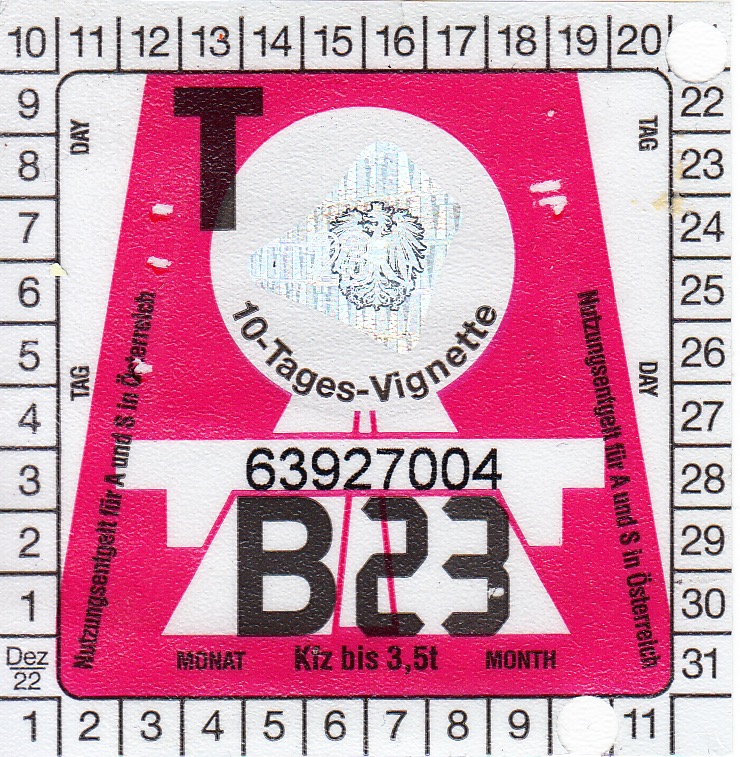 10 11 12 13 14 15 16 17 18 19 20
9 22
8 23
7 24
6 25
5 26
4 27
3 28
2 29
1 30
Dez
22
31
1 2 3 4 5 6 7 8 9 11
DAY
TAG
TAG
DAY
T
10-Tages-Vignette
Nutzungsentgelt für A und S in Österreich
Nutzungsentgelt für A und S in Österreich
63927004
B23
MONAT Kfz bis 3,5t MONTH